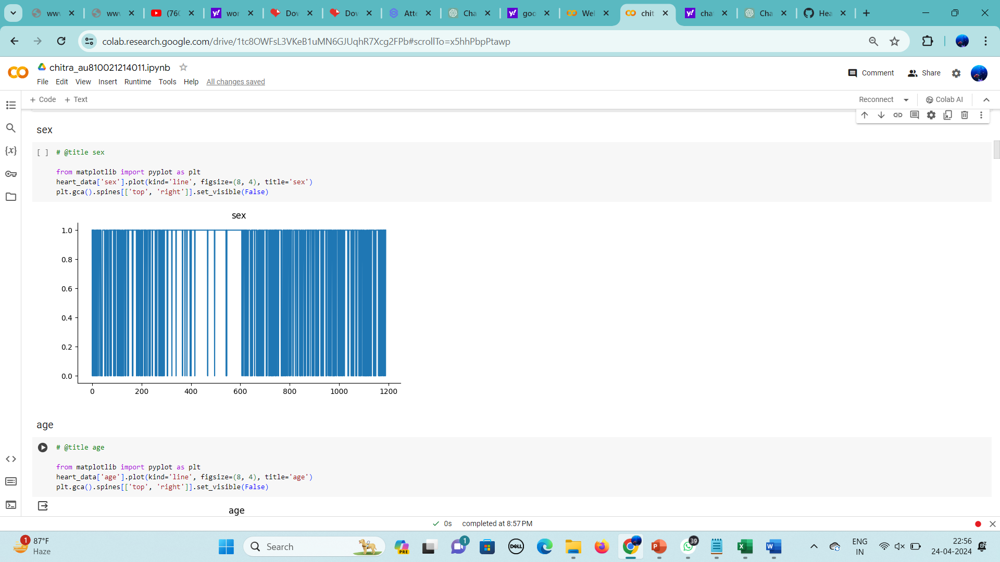 www
www
(760
wor
Dov
Dov
Atte
Cha
goo
Wel
chit
cha
Cha
Hea
colab.research.google.com/drive/1tc8OWFsL3VKeB1uMN6GJUqhR7Xcg2FPb#scrollTo=x5hhPbpPtawp
chitra_au810021214011.ipynb
Comment
Share
File Edit View Insert Runtime Tools Help All changes saved
+ Code + Text
Reconnect
Colab AI
sex
[ ] # @title sex
from matplotlib import pyplot as plt
heart_data['sex'].plot(kind='line', figsize=(8, 4), title='sex')
plt.gca().spines[['top', 'right']].set_visible(False)
sex
1.0
0.8
0.6
0.4
0.2
0.0
0 200 400 600 800 1000 1200
age
# @title age
from matplotlib import pyplot as plt
heart_data['age'].plot(kind='line', figsize=(8, 4), title='age')
plt.gca().spines[['top', 'right']].set_visible(False)
age
0s completed at 8:57 PM
1
87°F
Haze
Search
PRE
1
DELL
39
ENG
IN
22:56
24-04-2024